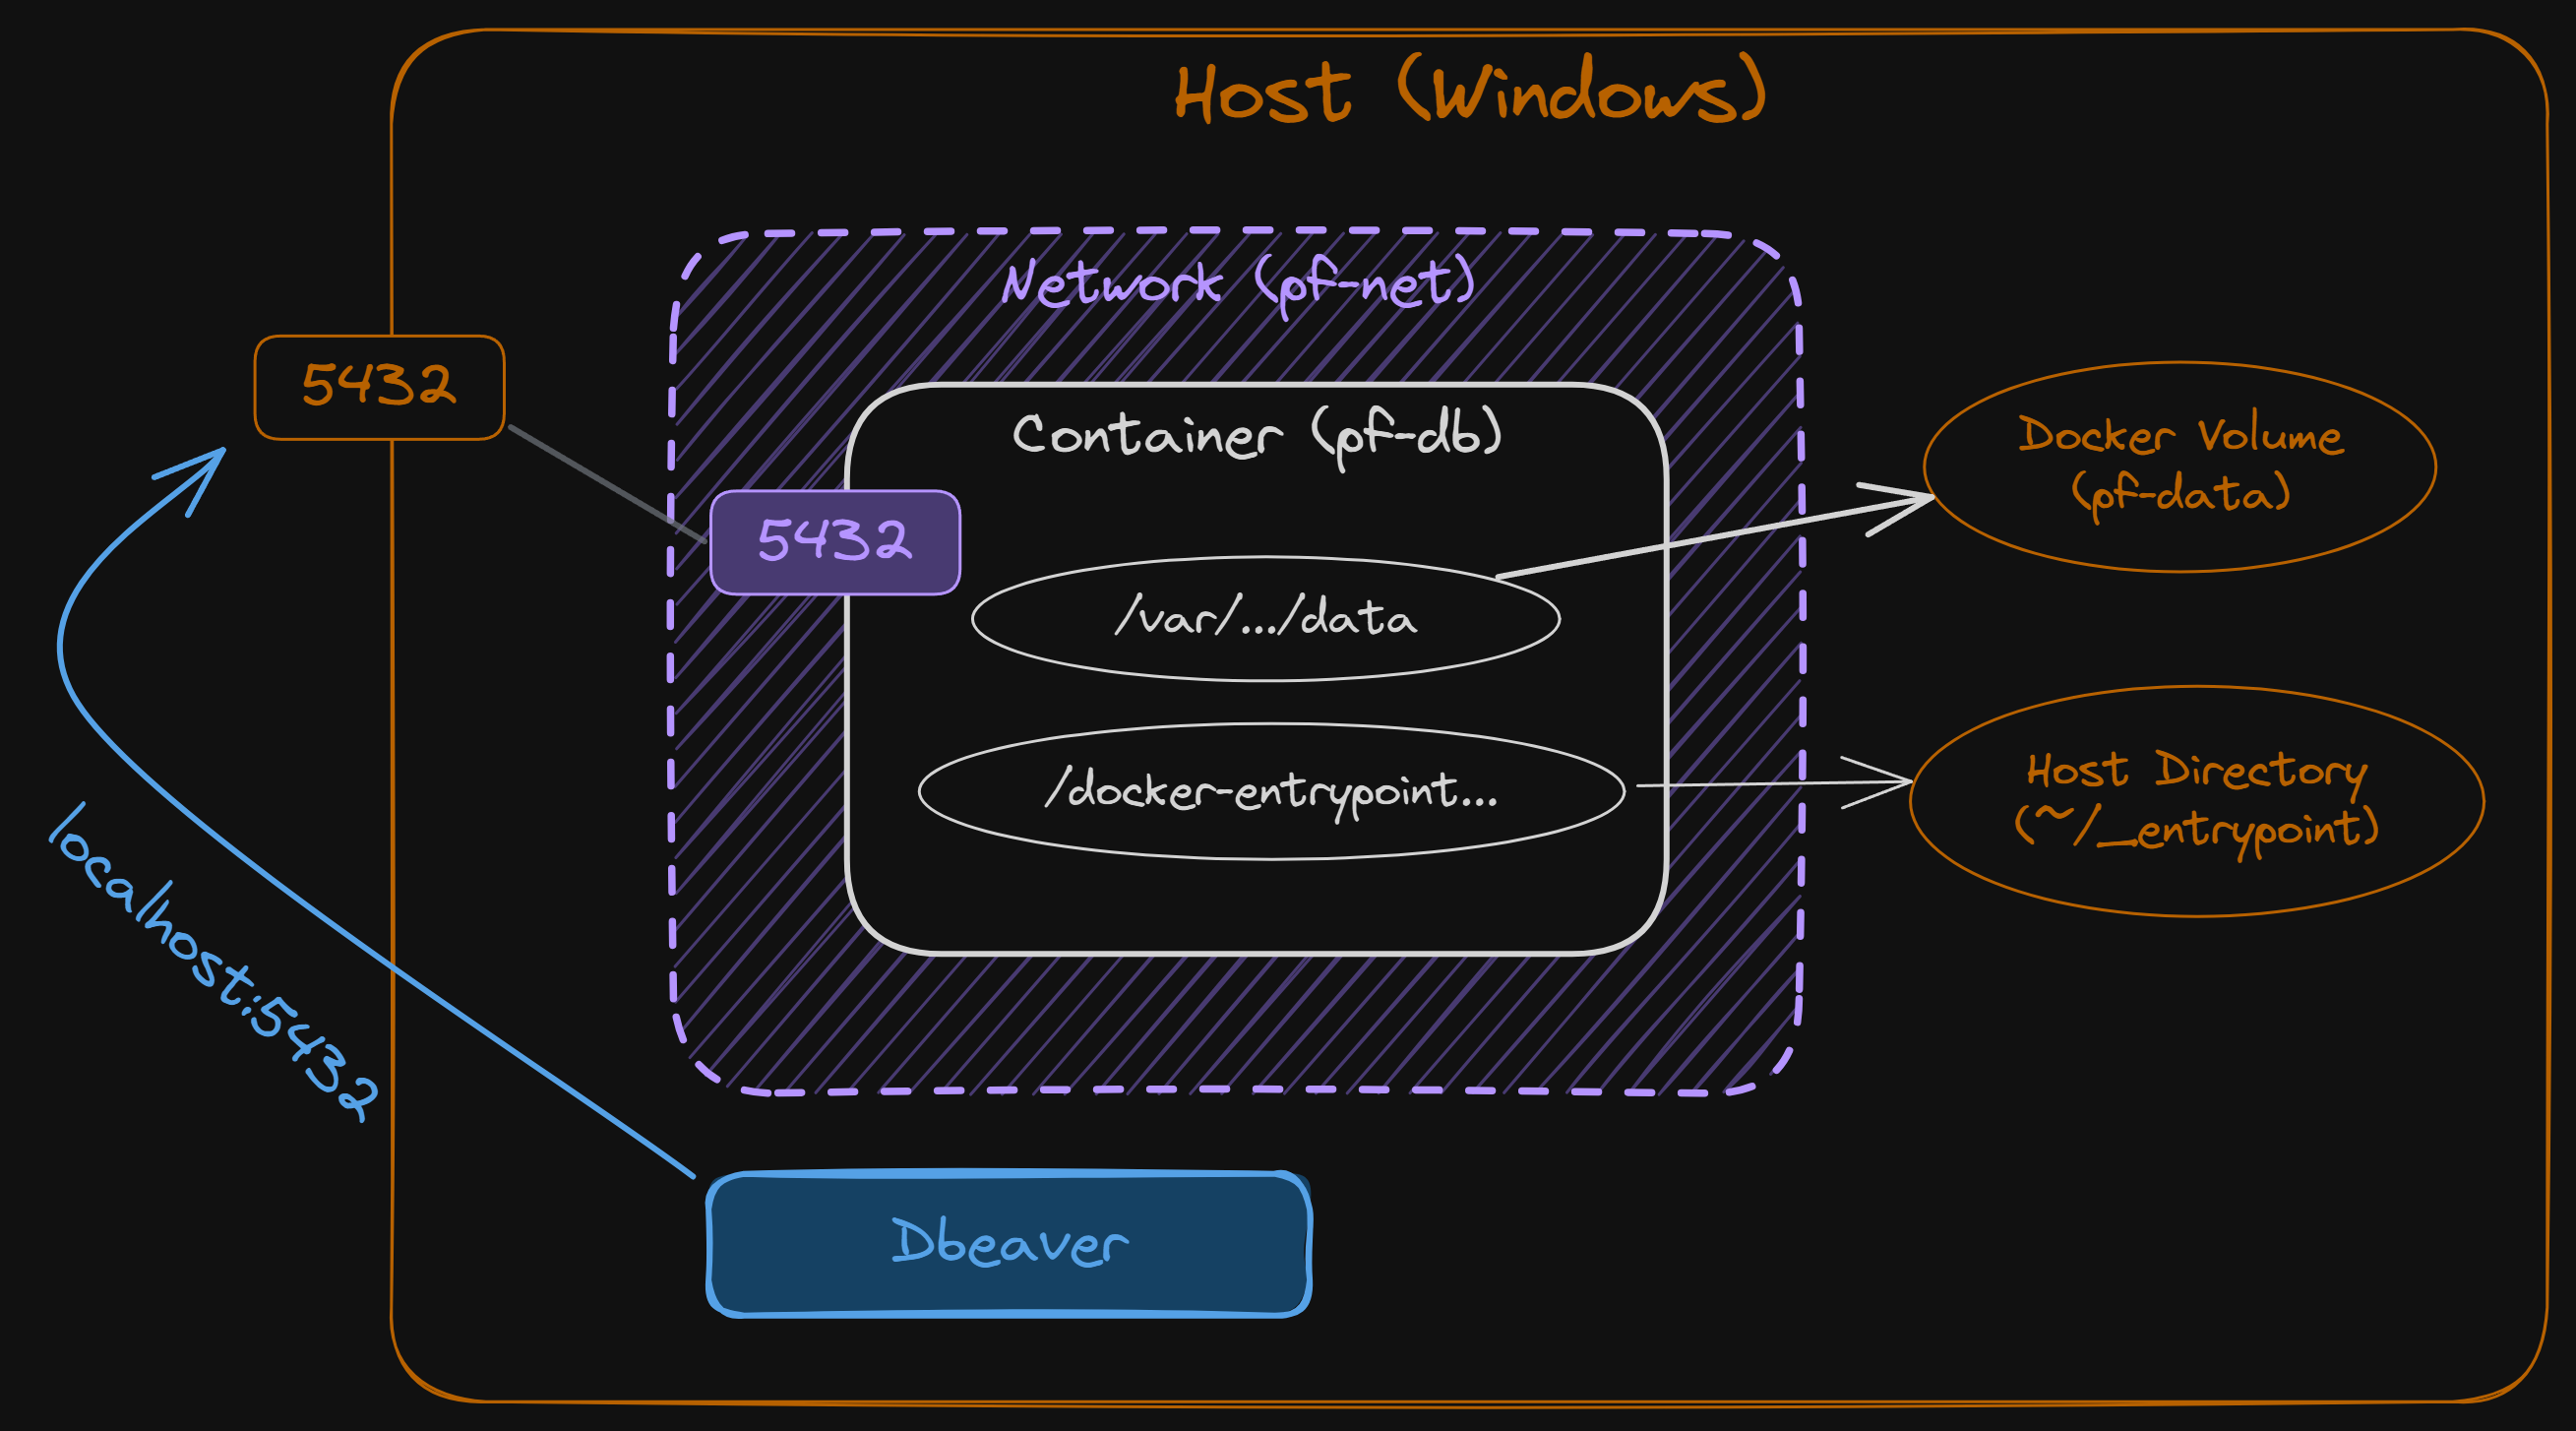 Host (Windows)
Network (pf-net)
5432
Container (pf-db)
Docker Volume
(pf-data)
5432
/var/.../data
Host Directory
(~/__entrypoint)
/docker-entrypoint...
localhost:5432
Dbeaver